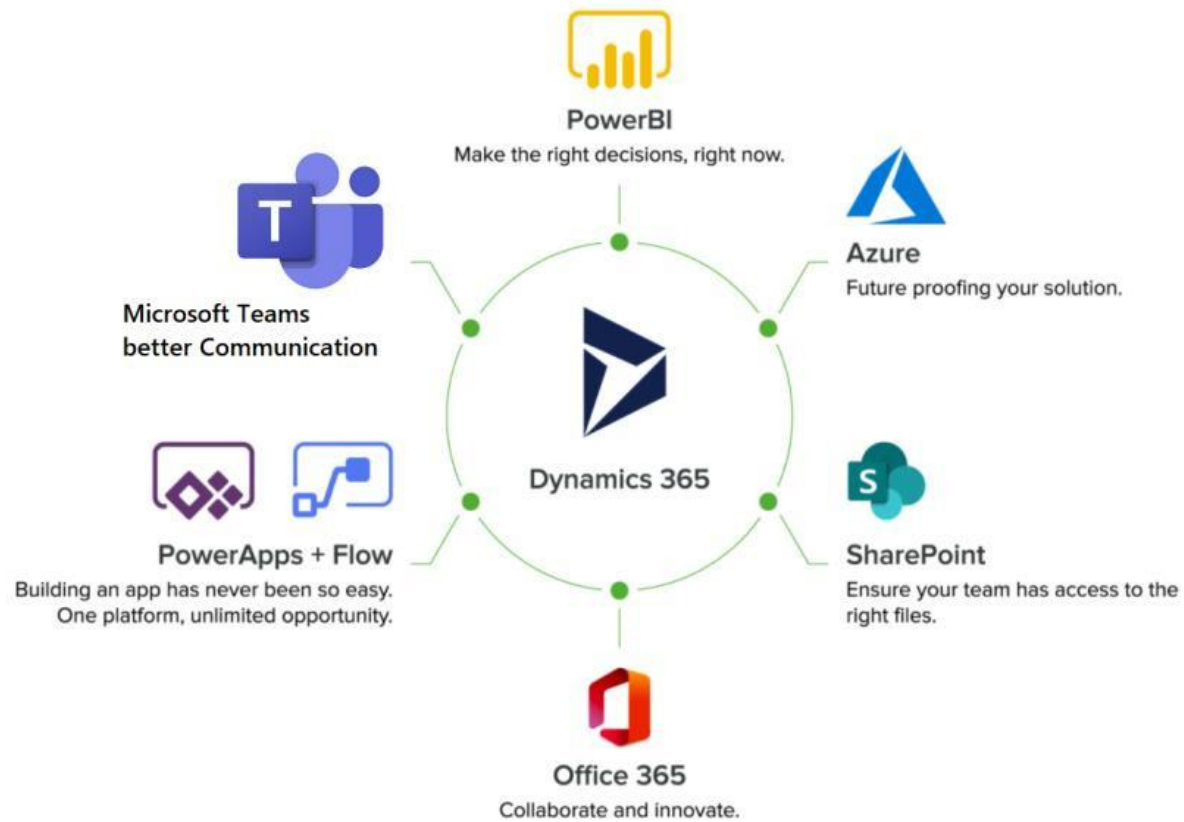 PowerBI
Make the right decisions, right now.
T
Microsoft Teams
better Communication
Azure
Future proofing your solution.
Dynamics 365
PowerApps + Flow
Building an app has never been so easy.
One platform, unlimited opportunity.
S
SharePoint
Ensure your team has access to the
right files.
Office 365
Collaborate and innovate.